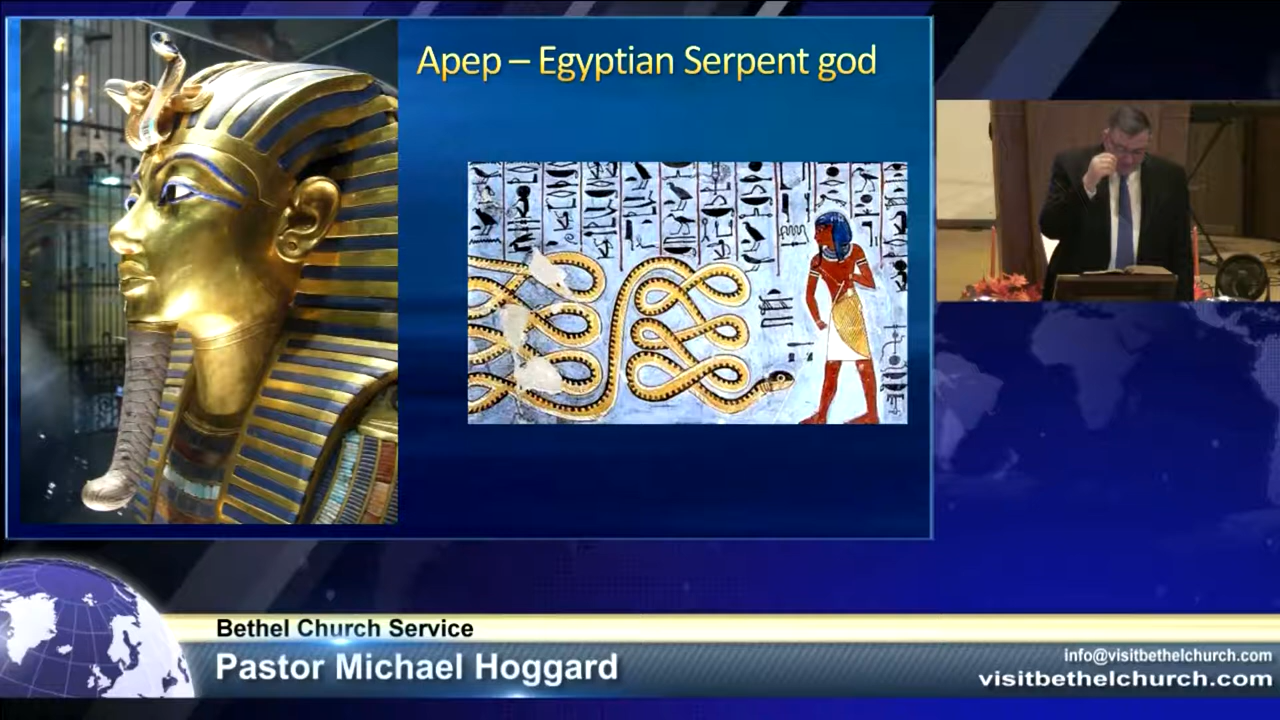 Apep – Egyptian Serpent god
Bethel Church Service
Pastor Michael Hoggard
info@visitbethelchurch.com
visitbethelchurch.com